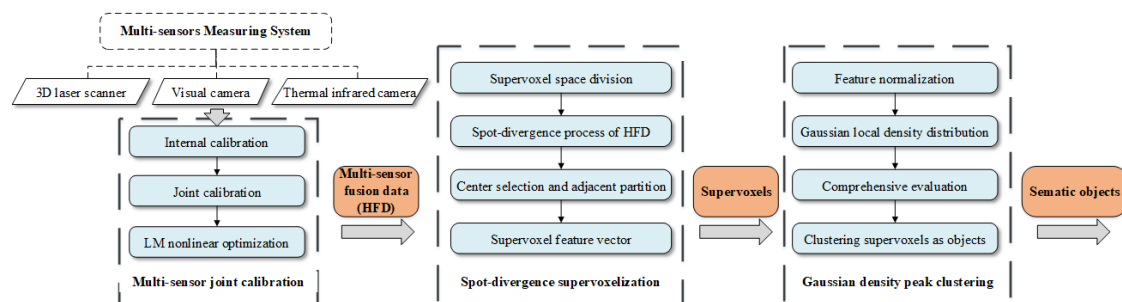 Multi-sensors Measuring System
3D laser scanner
Visual camera
Thermal infrared camera
Internal calibration
Joint calibration
LM nonlinear optimization
Multi-sensor joint calibration
Multi-sensor
fusion data
(HFD)
Supervoxel space division
Spot-divergence process of HFD
Center selection and adjacent partition
Supervoxel feature vector
Spot-divergence supervoxelization
Supervoxels
Feature normalization
Gaussian local density distribution
Comprehensive evaluation
Clustering supervoxels as objects
Gaussian density peak clustering
Sematic objects